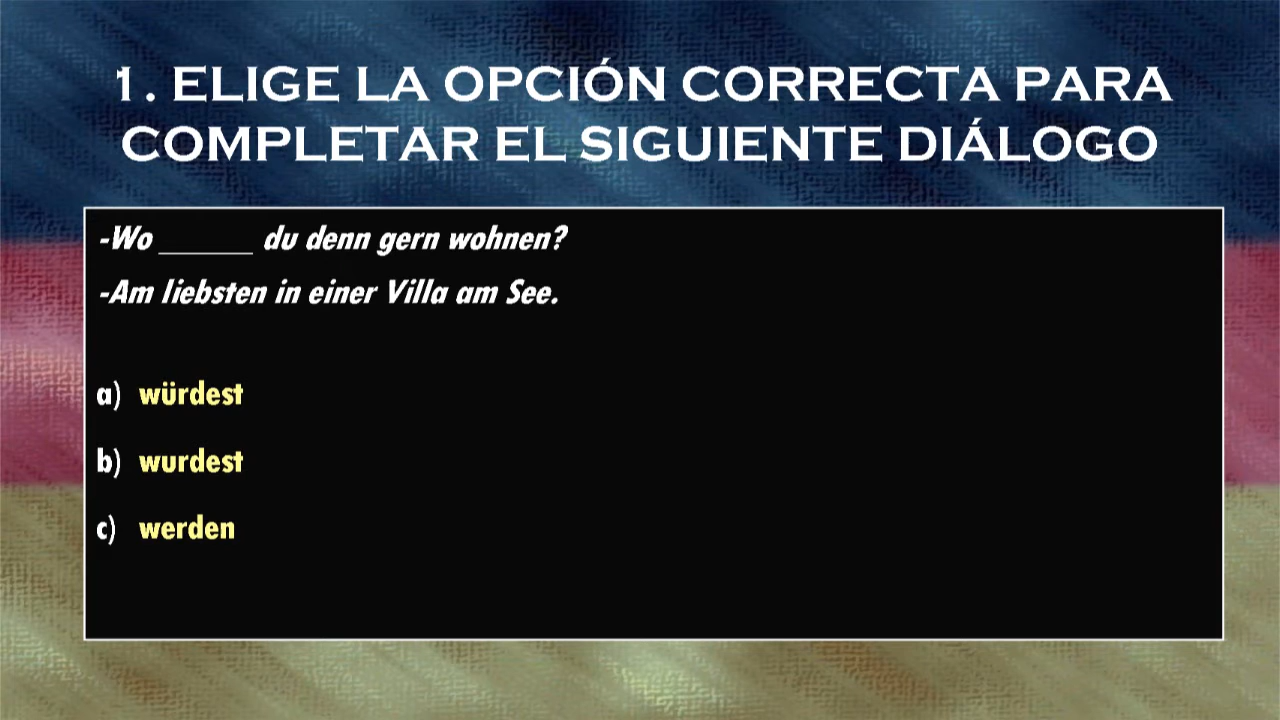 1. ELIGE LA OPCIÓN CORRECTA PARA
COMPLETAR EL SIGUIENTE DIÁLOGO
-Wo ______ du denn gern wohnen?
-Am liebsten in einer Villa am See.
a) würdest
b) wurdest
c) werden